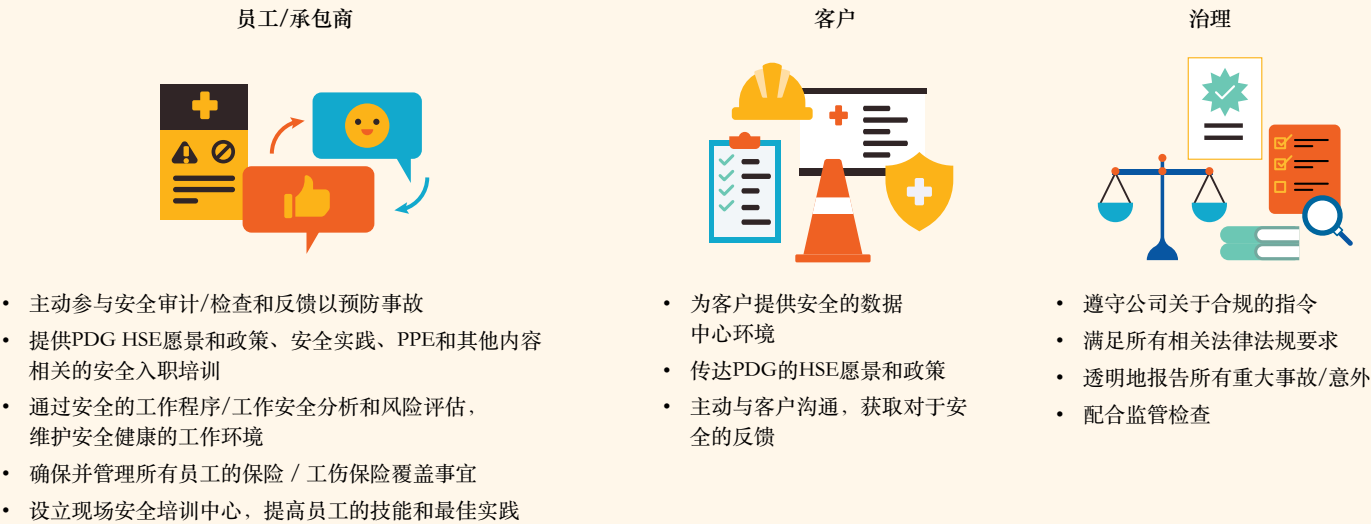 员工/承包商
• 主动参与安全审计/检查和反馈以预防事故
• 提供PDG HSE愿景和政策、安全实践、PPE和其他内容
相关的安全入职培训
• 通过安全的工作程序/工作安全分析和风险评估，
维护安全健康的工作环境
• 确保并管理所有员工的保险 / 工伤保险覆盖事宜
• 设立现场安全培训中心，提高员工的技能和最佳实践
客户
• 为客户提供安全的数据
中心环境
• 传达PDG的HSE愿景和政策
• 主动与客户沟通，获取对于安
全的反馈
治理
• 遵守公司关于合规的指令
• 满足所有相关法律法规要求
• 透明地报告所有重大事故/意外
• 配合监管检查